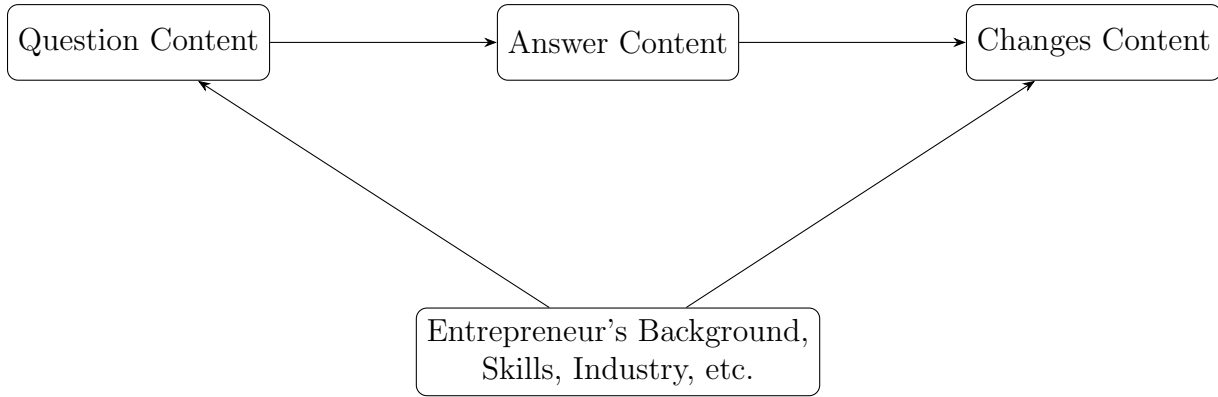 Question Content
Answer Content
Changes Content
Entrepreneur's Background,
Skills, Industry, etc.